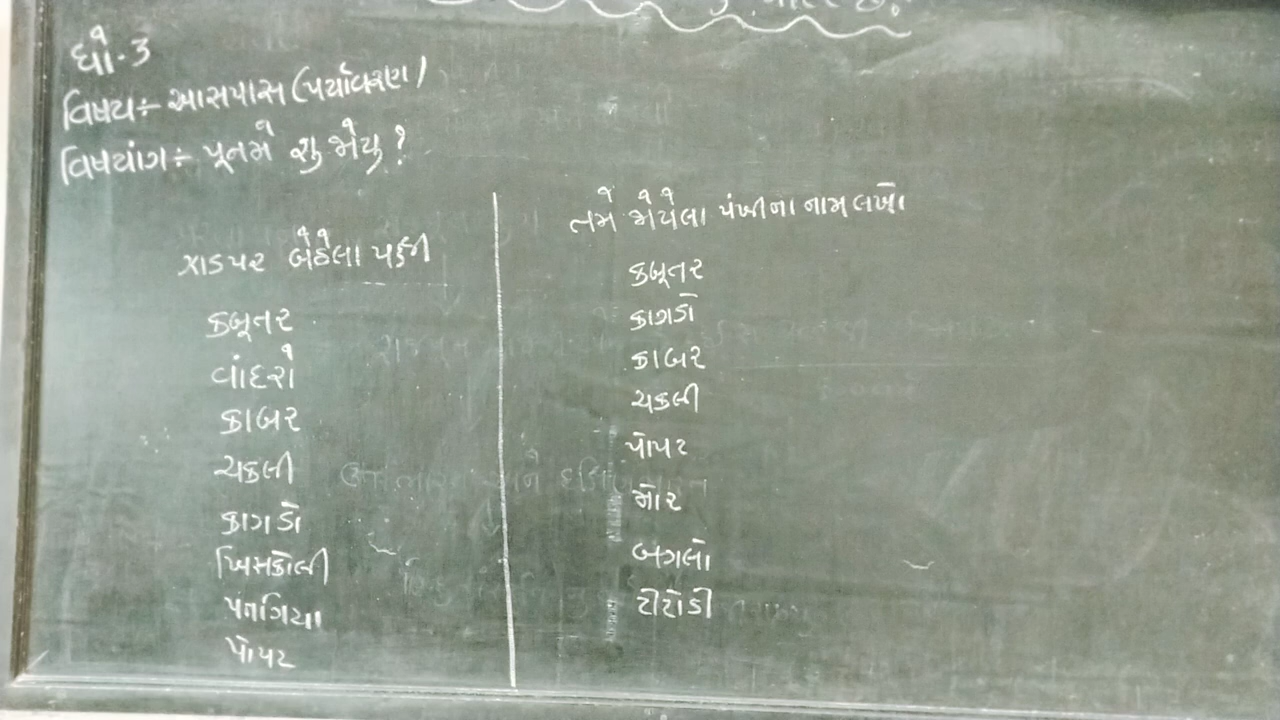 ધો.૩
વિષય:- આસપાસ (પર્યાવરણ)
વિષયાંગ:- પૂનમે શુ જોયુ?
ઝાડ પર બેઠેલા પક્ષી
કબૂતર
વાંદરો
કાબર
ચકલી
કાગડો
ખિસકોલી
પતંગિયા
પોપટ
તમે જોયેલા પંખીના નામ લખો
કબૂતર
કાગડો
કાબર
ચકલી
પોપટ
મોર
બગલો
ટીટોડી